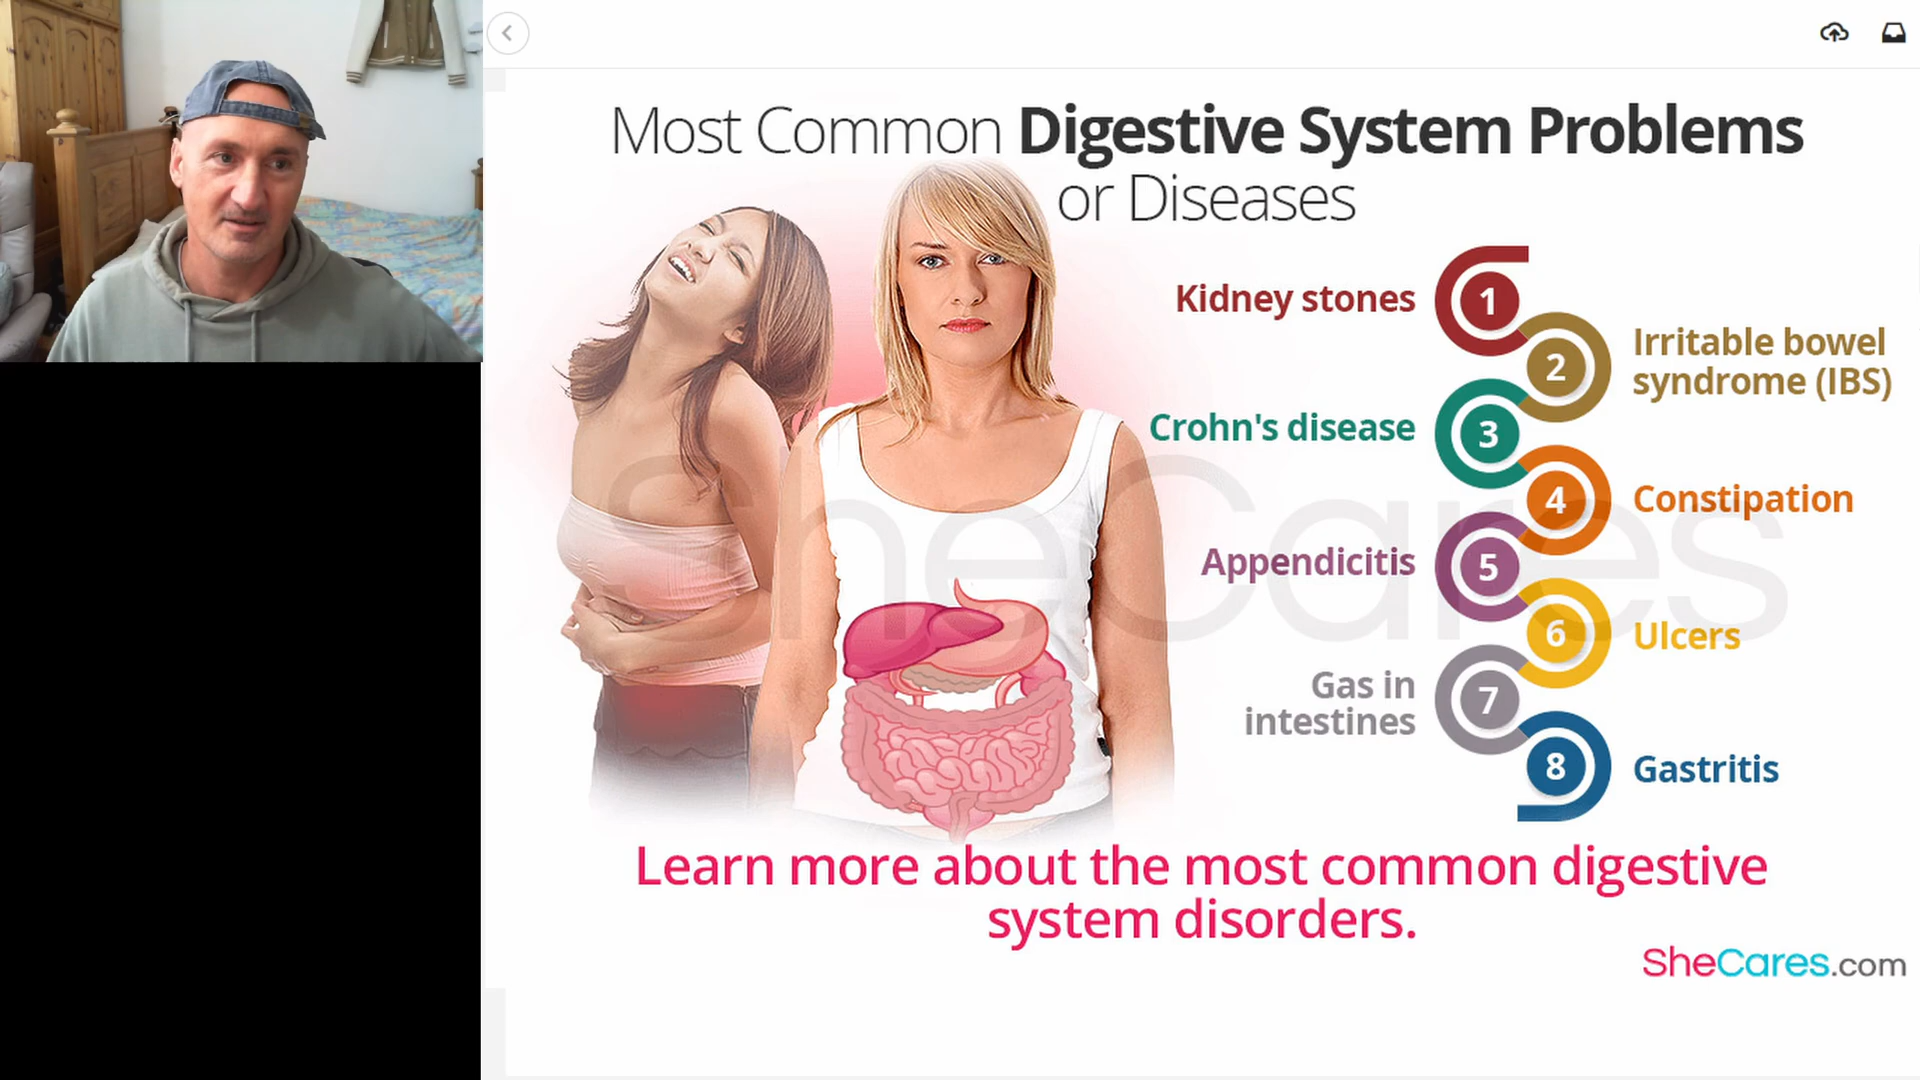 Most Common Digestive System Problems
or Diseases
Kidney stones
1
2
Irritable bowel
syndrome (IBS)
Crohn's disease
3
4
Constipation
Appendicitis
5
6
Ulcers
Gas in
intestines
7
8
Gastritis
SheCares
Learn more about the most common digestive
system disorders.
SheCares.com